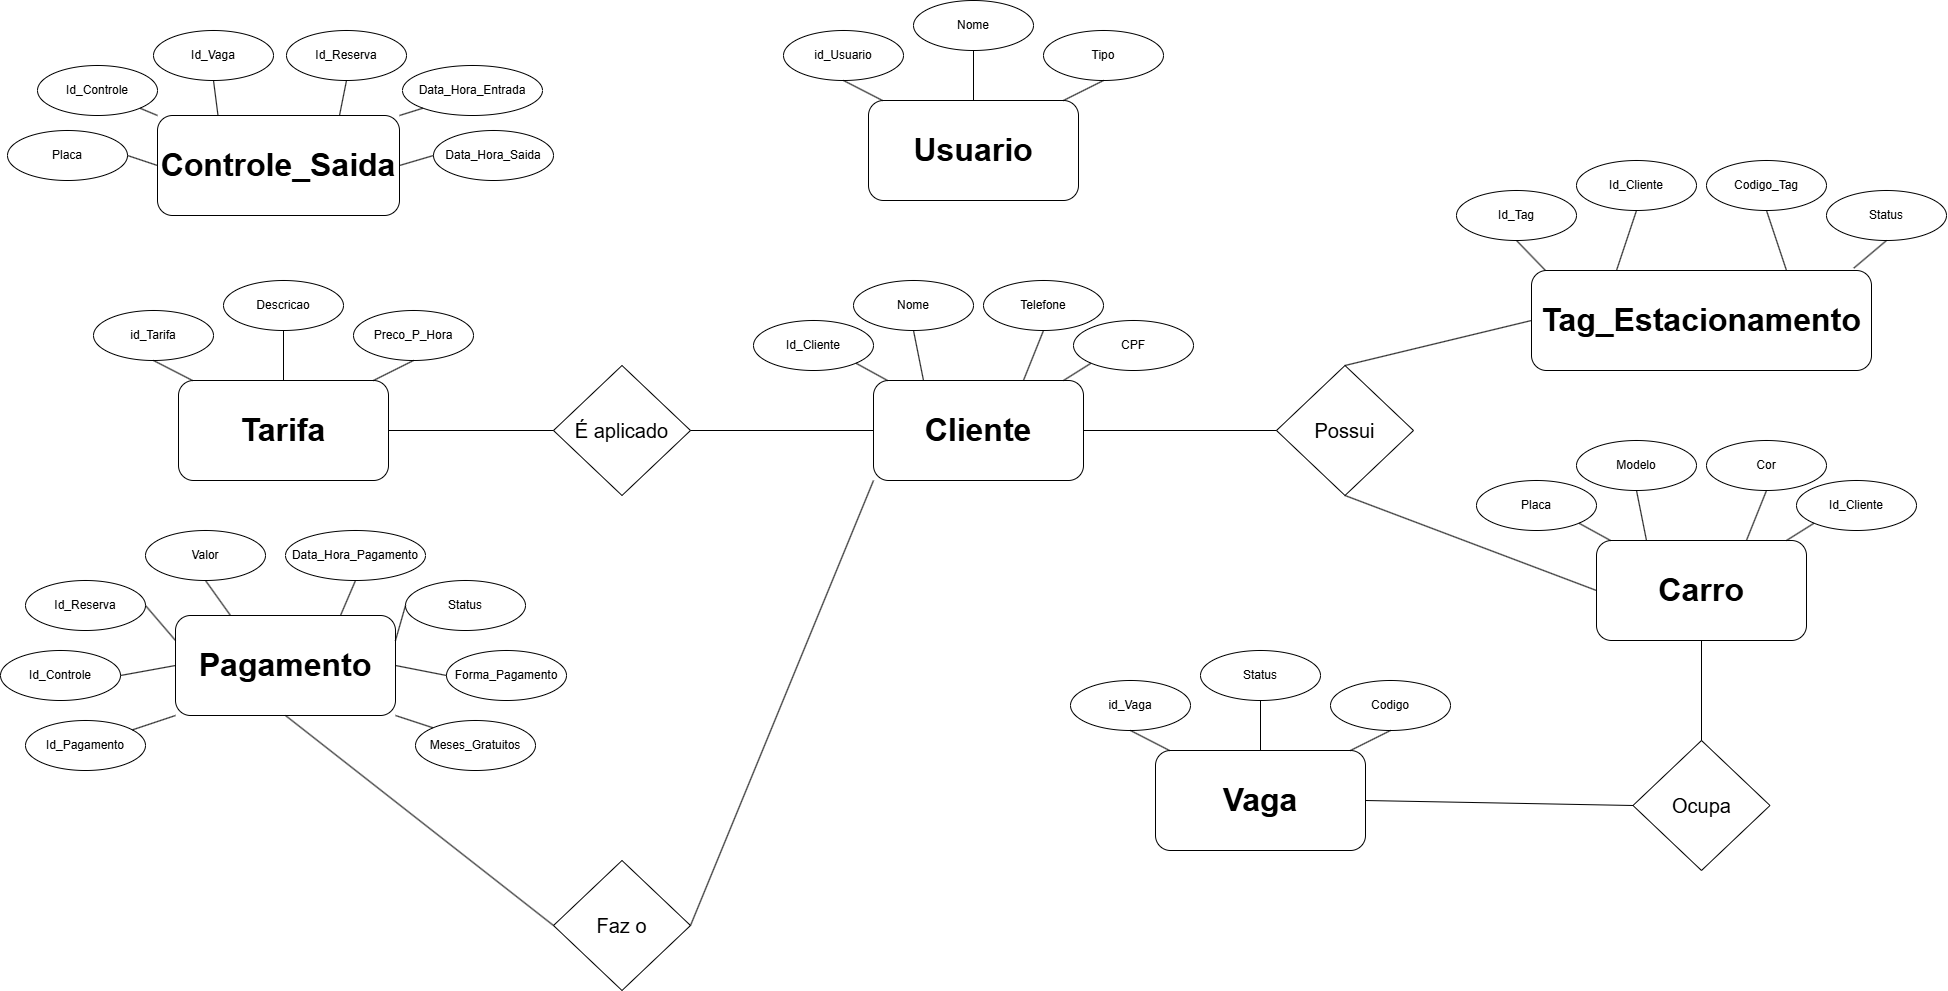 Id_Vaga
Id_Reserva
Id_Controle
Data_Hora_Entrada
Placa
Data_Hora_Saida
Controle_Saida
Nome
id_Usuario
Tipo
Usuario
Id_Cliente
Codigo_Tag
Id_Tag
Status
Tag_Estacionamento
Descricao
id_Tarifa
Preco_P_Hora
Tarifa
É aplicado
Nome
Telefone
Id_Cliente
CPF
Cliente
Possui
Modelo
Cor
Placa
Id_Cliente
Carro
Valor
Data_Hora_Pagamento
Id_Reserva
Status
Id_Controle
Forma_Pagamento
Id_Pagamento
Meses_Gratuitos
Pagamento
Status
id_Vaga
Codigo
Vaga
Ocupa
Faz o